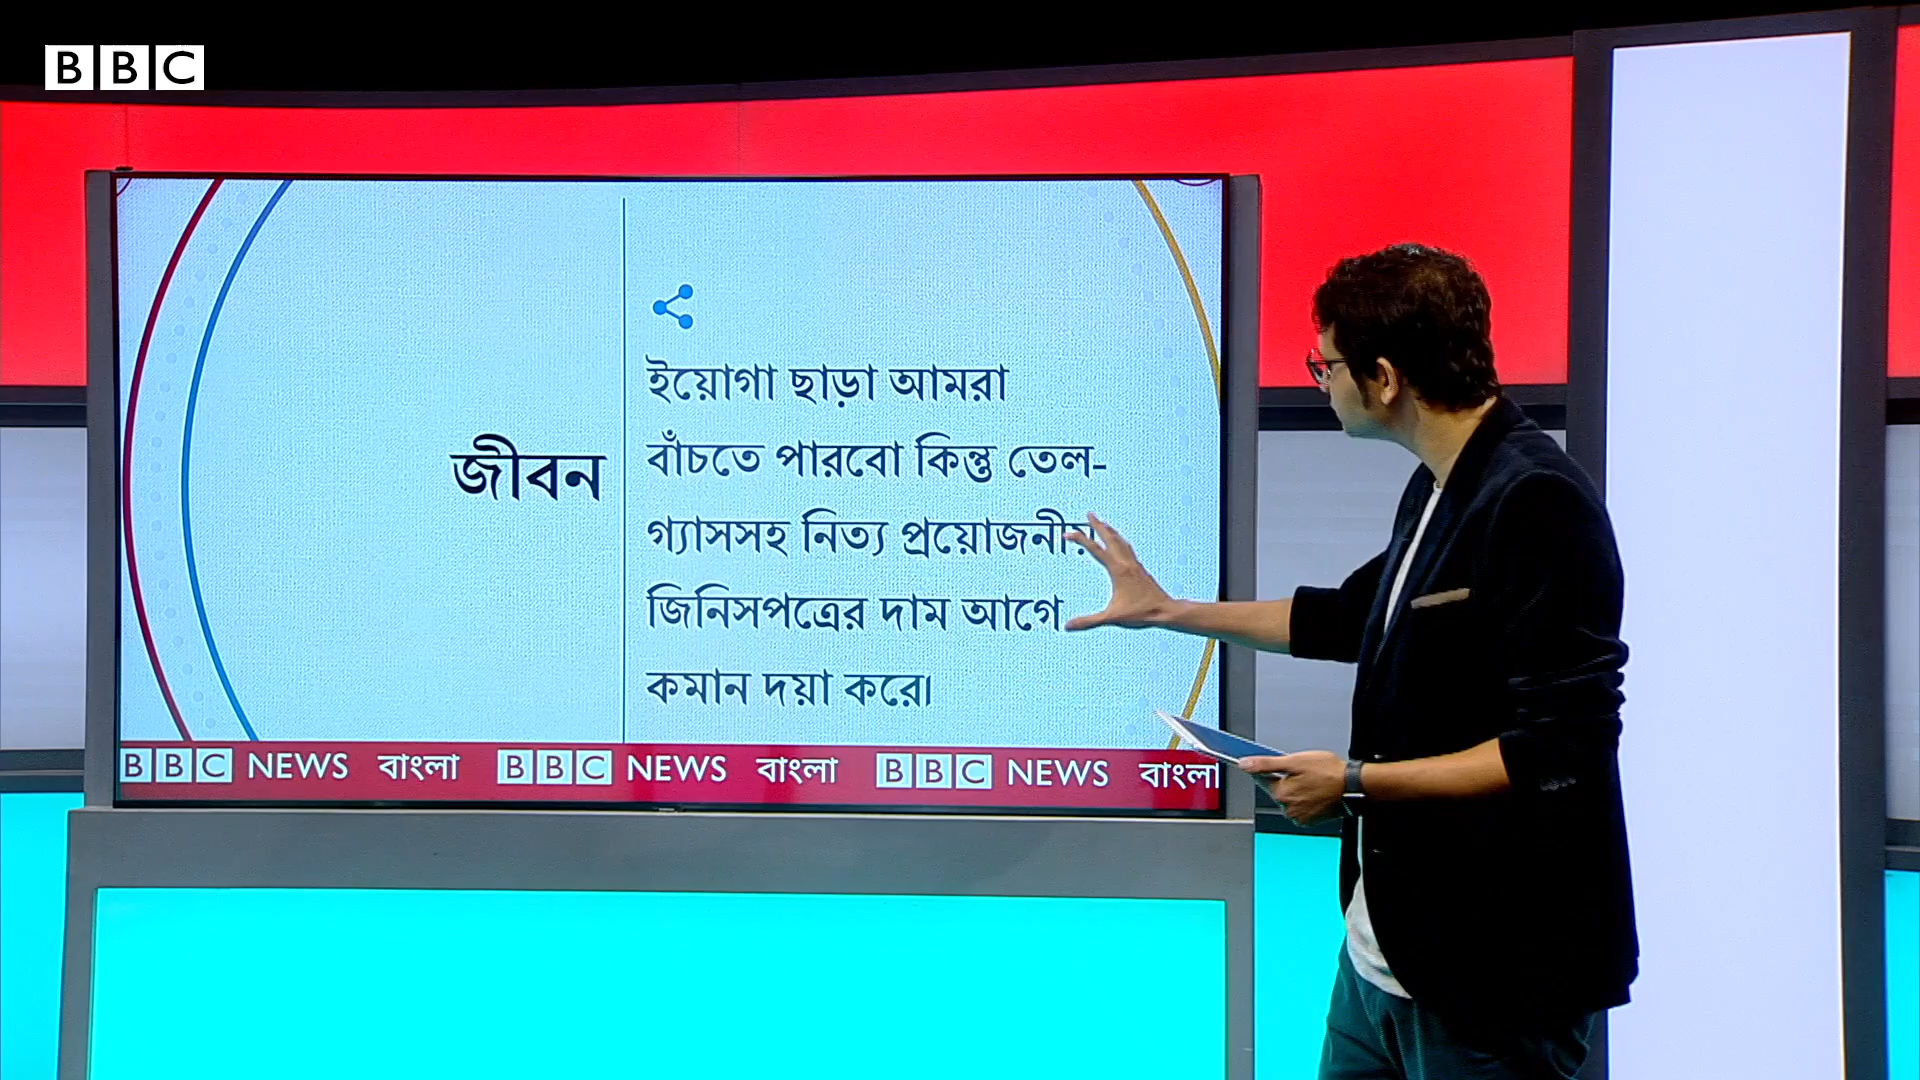 BBC
জীবন
ইয়োগা ছাড়া আমরা
বাঁচতে পারবো কিন্তু তেল-
গ্যাসসহ নিত্য প্রয়োজনীয়
জিনিসপত্রের দাম আগে
কমান দয়া করে।
BBC NEWS বাংলা BBC NEWS বাংলা BBC NEWS বাংলা